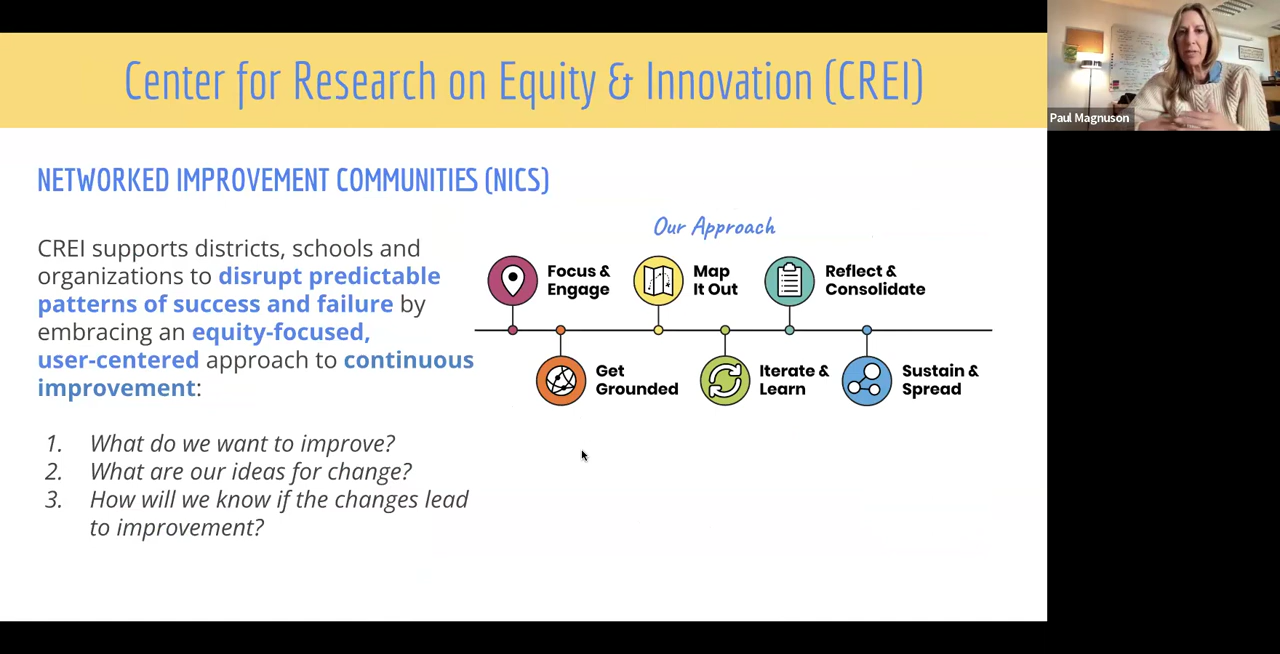 Center for Research on Equity & Innovation (CREI)
Paul Magnuson
NETWORKED IMPROVEMENT COMMUNITIES (NICS)
CREI supports districts, schools and
organizations to disrupt predictable
patterns of success and failure by
embracing an equity-focused,
user-centered approach to continuous
improvement:
1. What do we want to improve?
2. What are our ideas for change?
3. How will we know if the changes lead
to improvement?
Our Approach
Focus &
Engage
Map
It Out
Reflect &
Consolidate
Get
Grounded
Iterate &
Learn
Sustain &
Spread